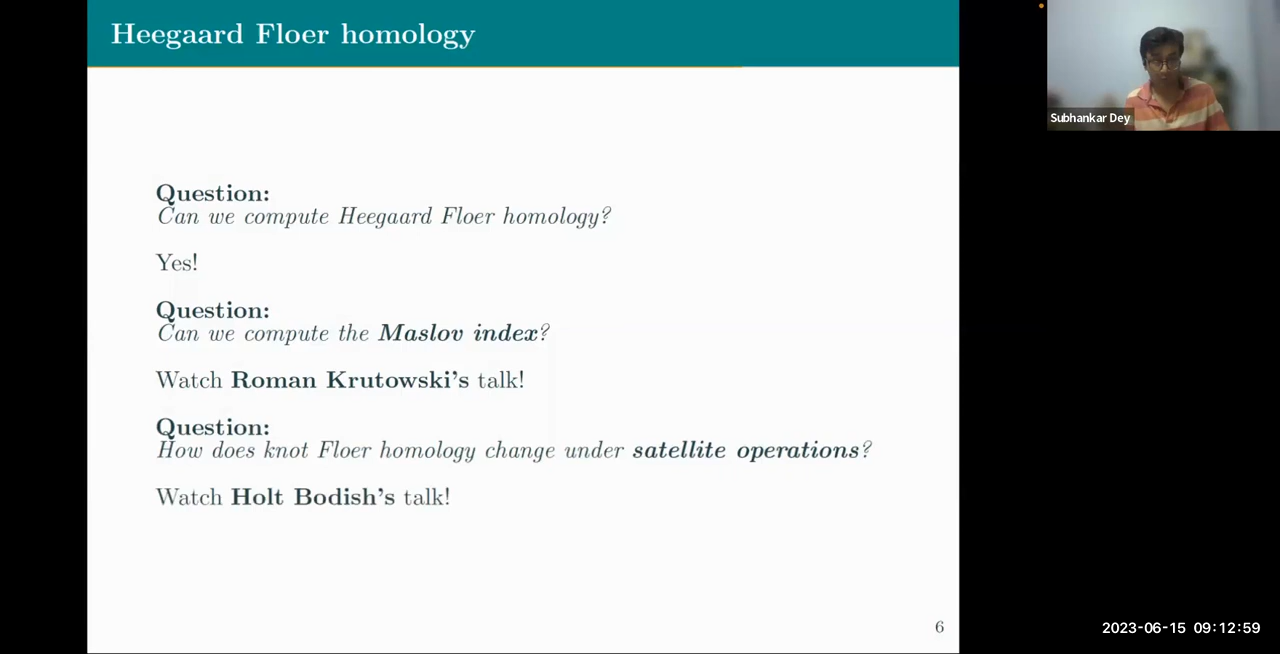 Heegaard Floer homology
Question:
Can we compute Heegaard Floer homology?
Yes!
Question:
Can we compute the Maslov index?
Watch Roman Krutowski's talk!
Question:
How does knot Floer homology change under satellite operations?
Watch Holt Bodish's talk!
6
Subhankar Dey
2023-06-15 09:12:59